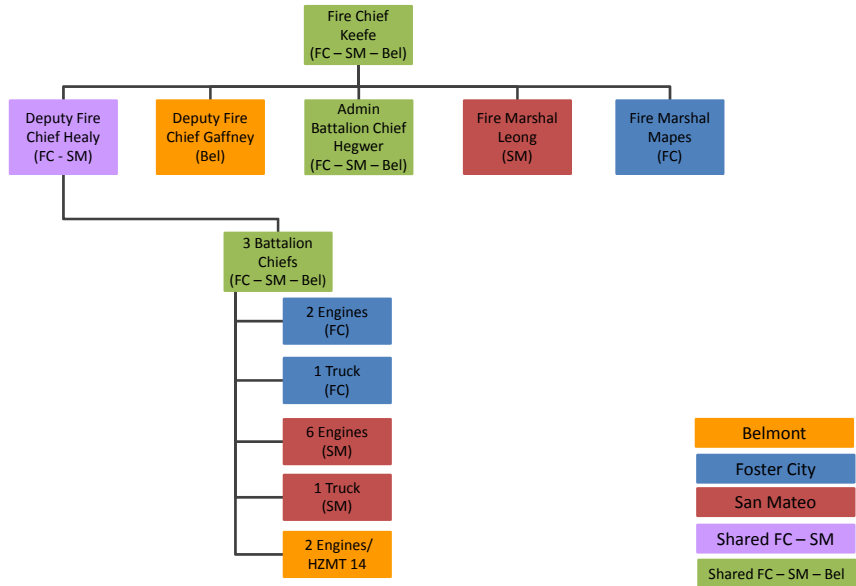 Fire Chief
Keefe
(FC – SM – Bel)
Deputy Fire
Chief Healy
(FC - SM)
Deputy Fire
Chief Gaffney
(Bel)
Admin
Battalion Chief
Hegwer
(FC – SM – Bel)
Fire Marshal
Leong
(SM)
Fire Marshal
Mapes
(FC)
3 Battalion
Chiefs
(FC – SM – Bel)
2 Engines
(FC)
1 Truck
(FC)
6 Engines
(SM)
1 Truck
(SM)
2 Engines/
HZMT 14
Belmont
Foster City
San Mateo
Shared FC – SM
Shared FC – SM – Bel